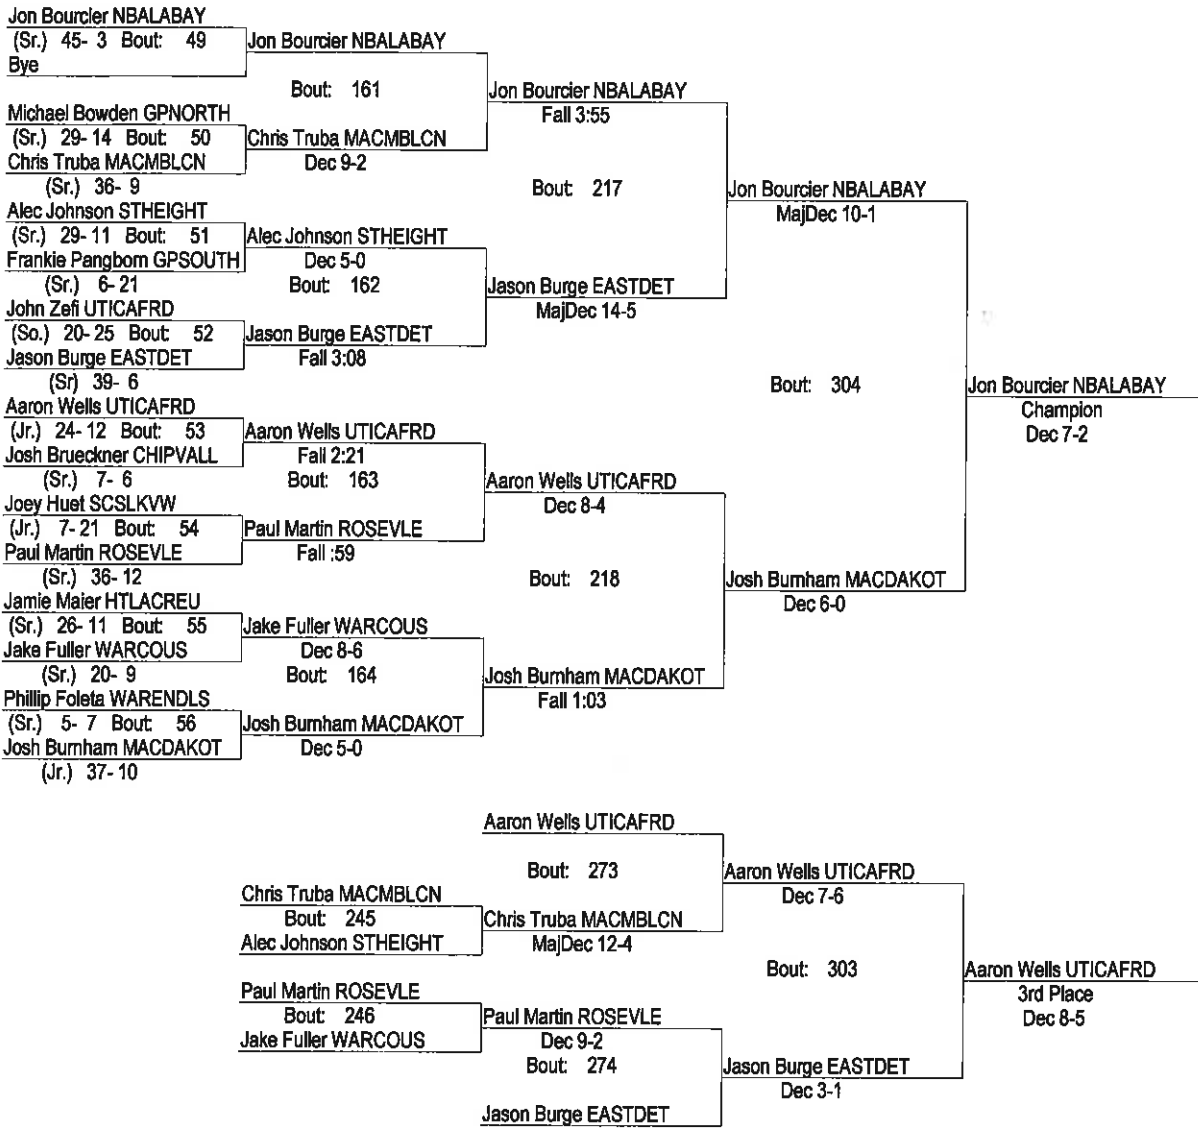 Jon Bourcier NBALABAY
(Sr.) 45- 3 Bout: 49
Bye
Jon Bourcier NBALABAY
Bout: 161
Michael Bowden GPNORTH
(Sr.) 29- 14 Bout: 50
Chris Truba MACMBLCN
(Sr.) 36- 9
Chris Truba MACMBLCN
Dec 9-2
Jon Bourcier NBALABAY
Fall 3:55
Bout: 217
Alec Johnson STHEIGHT
(Sr.) 29- 11 Bout: 51
Frankie Pangborn GPSOUTH
(Sr.) 6- 21
Alec Johnson STHEIGHT
Dec 5-0
Bout: 162
John Zefi UTICAFRD
(So.) 20- 25 Bout: 52
Jason Burge EASTDET
(Sr) 39- 6
Jason Burge EASTDET
Fall 3:08
Jason Burge EASTDET
MajDec 14-5
Jon Bourcier NBALABAY
MajDec 10-1
Bout: 304
Jon Bourcier NBALABAY
Champion
Dec 7-2
Aaron Wells UTICAFRD
(Jr.) 24- 12 Bout: 53
Josh Brueckner CHIPVALL
(Sr.) 7- 6
Aaron Wells UTICAFRD
Fall 2:21
Bout: 163
Joey Huet SCSLKVW
(Jr.) 7- 21 Bout: 54
Paul Martin ROSEVLE
(Sr.) 36- 12
Paul Martin ROSEVLE
Fall :59
Aaron Wells UTICAFRD
Dec 8-4
Bout: 218
Jamie Maier HTLACREU
(Sr.) 26- 11 Bout: 55
Jake Fuller WARCOUS
(Sr.) 20- 9
Jake Fuller WARCOUS
Dec 8-6
Bout: 164
Phillip Foleta WARENDLS
(Sr.) 5- 7 Bout: 56
Josh Burnham MACDAKOT
(Jr.) 37- 10
Josh Burnham MACDAKOT
Dec 5-0
Josh Burnham MACDAKOT
Fall 1:03
Josh Burnham MACDAKOT
Dec 6-0
Aaron Wells UTICAFRD
Bout: 273
Chris Truba MACMBLCN
Bout: 245
Alec Johnson STHEIGHT
Chris Truba MACMBLCN
MajDec 12-4
Aaron Wells UTICAFRD
Dec 7-6
Bout: 303
Aaron Wells UTICAFRD
3rd Place
Dec 8-5
Paul Martin ROSEVLE
Bout: 246
Jake Fuller WARCOUS
Paul Martin ROSEVLE
Dec 9-2
Bout: 274
Jason Burge EASTDET
Jason Burge EASTDET
Dec 3-1